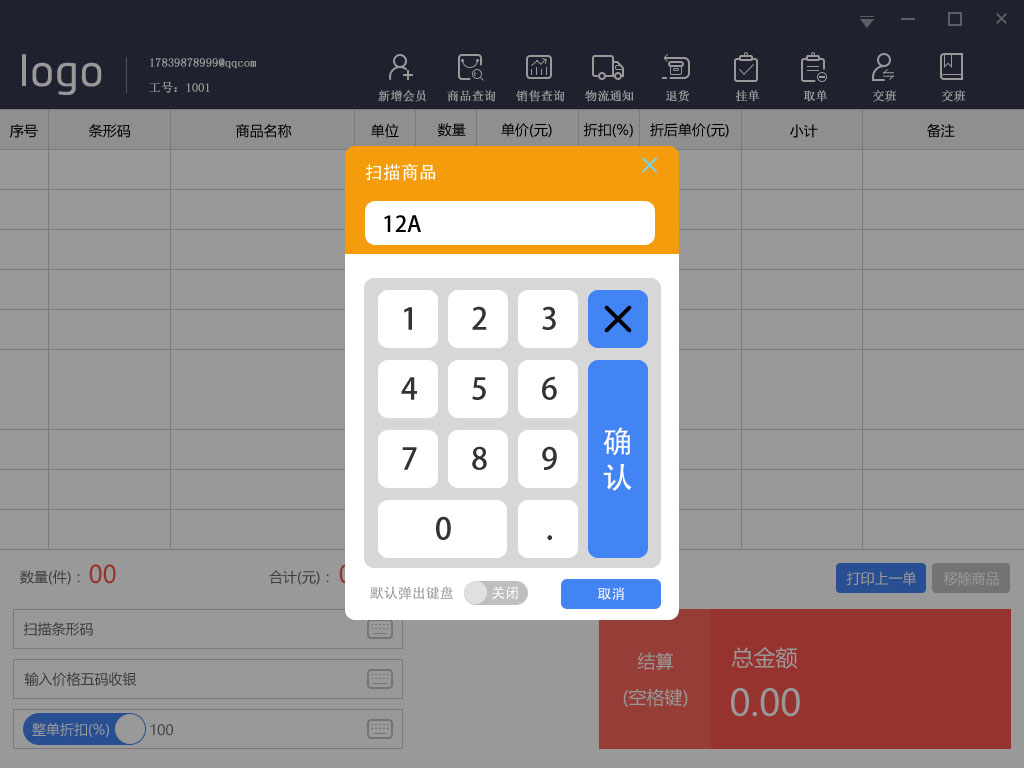 logo
17839878999@qqcom
工号：1001
新增会员 商品查询 销售查询 物流通知 退货 挂单 取单 交班 交班
序号 条形码 商品名称 单位 数量 单价(元) 折扣(%) 折后单价(元) 小计 备注
扫描商品
12A
1 2 3
4 5 6
7 8 9
0 .
确认
默认弹出键盘 关闭 取消
数量(件)：00 合计(元)：
打印上一单 移除商品
扫描条形码
输入价格五码收银
整单折扣(%) 100
结算
(空格键)
总金额
0.00